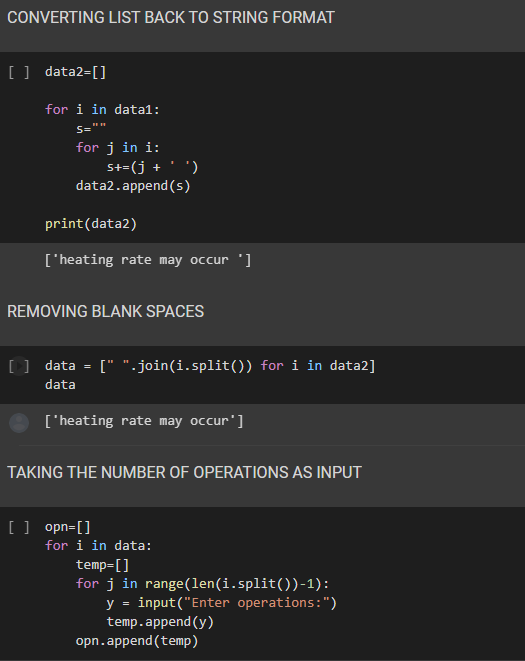 CONVERTING LIST BACK TO STRING FORMAT
[ ] data2=[]
for i in data1:
    s=""
    for j in i:
        s+=(j + ' ')
    data2.append(s)
print(data2)
['heating rate may occur ']
REMOVING BLANK SPACES
[ ] data = [" ".join(i.split()) for i in data2]
data
['heating rate may occur']
TAKING THE NUMBER OF OPERATIONS AS INPUT
[ ] opn=[]
for i in data:
    temp=[]
    for j in range(len(i.split())-1):
        y = input("Enter operations:")
        temp.append(y)
    opn.append(temp)